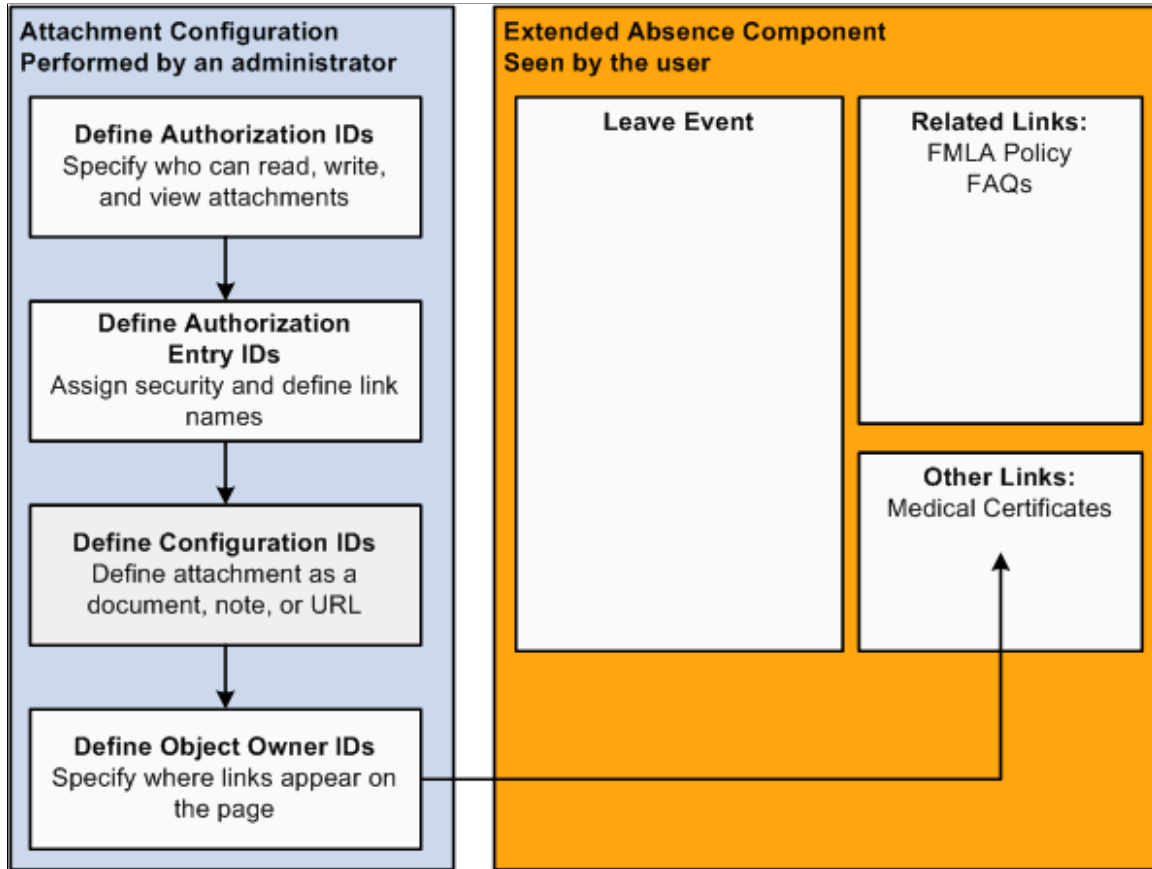 Attachment Configuration
Performed by an administrator
Define Authorization IDs
Specify who can read, write,
and view attachments
Define Authorization
Entry IDs
Assign security and define link
names
Define Configuration IDs
Define attachment as a
document, note, or URL
Define Object Owner IDs
Specify where links appear on
the page
Extended Absence Component
Seen by the user
Leave Event
Related Links:
FMLA Policy
FAQs
Other Links:
Medical Certificates